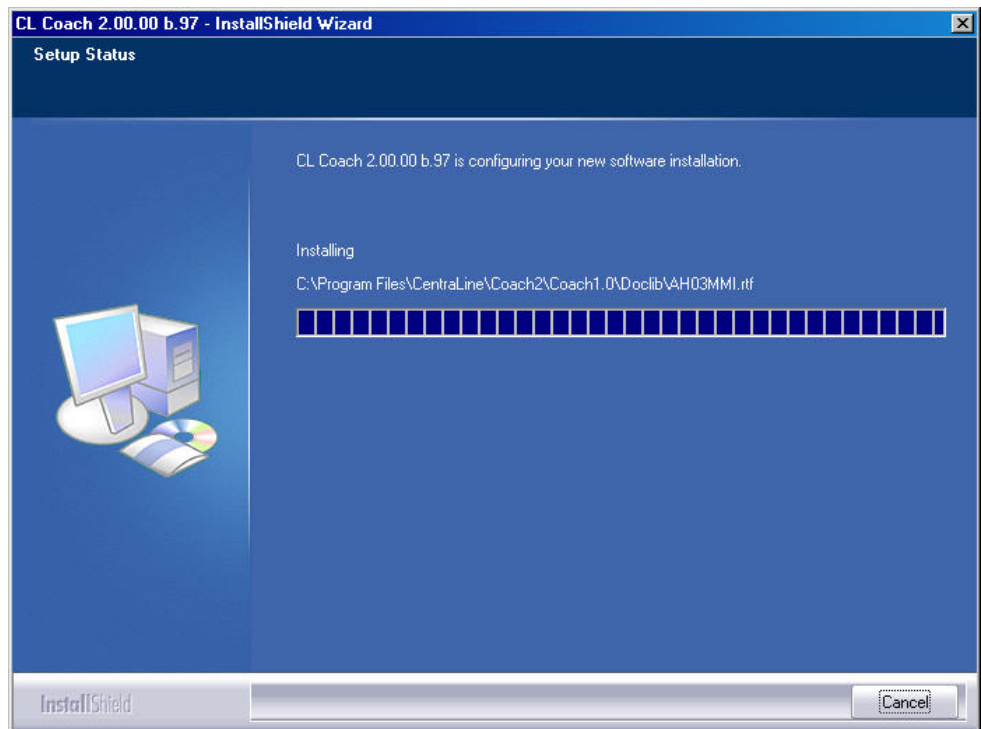 CL Coach 2.00.00 b.97 - InstallShield Wizard
Setup Status
CL Coach 2.00.00 b.97 is configuring your new software installation.
Installing
C:\Program Files\CentraLine\Coach2\Coach1.0\Doclib\AH03MMI.rtf
InstallShield
Cancel